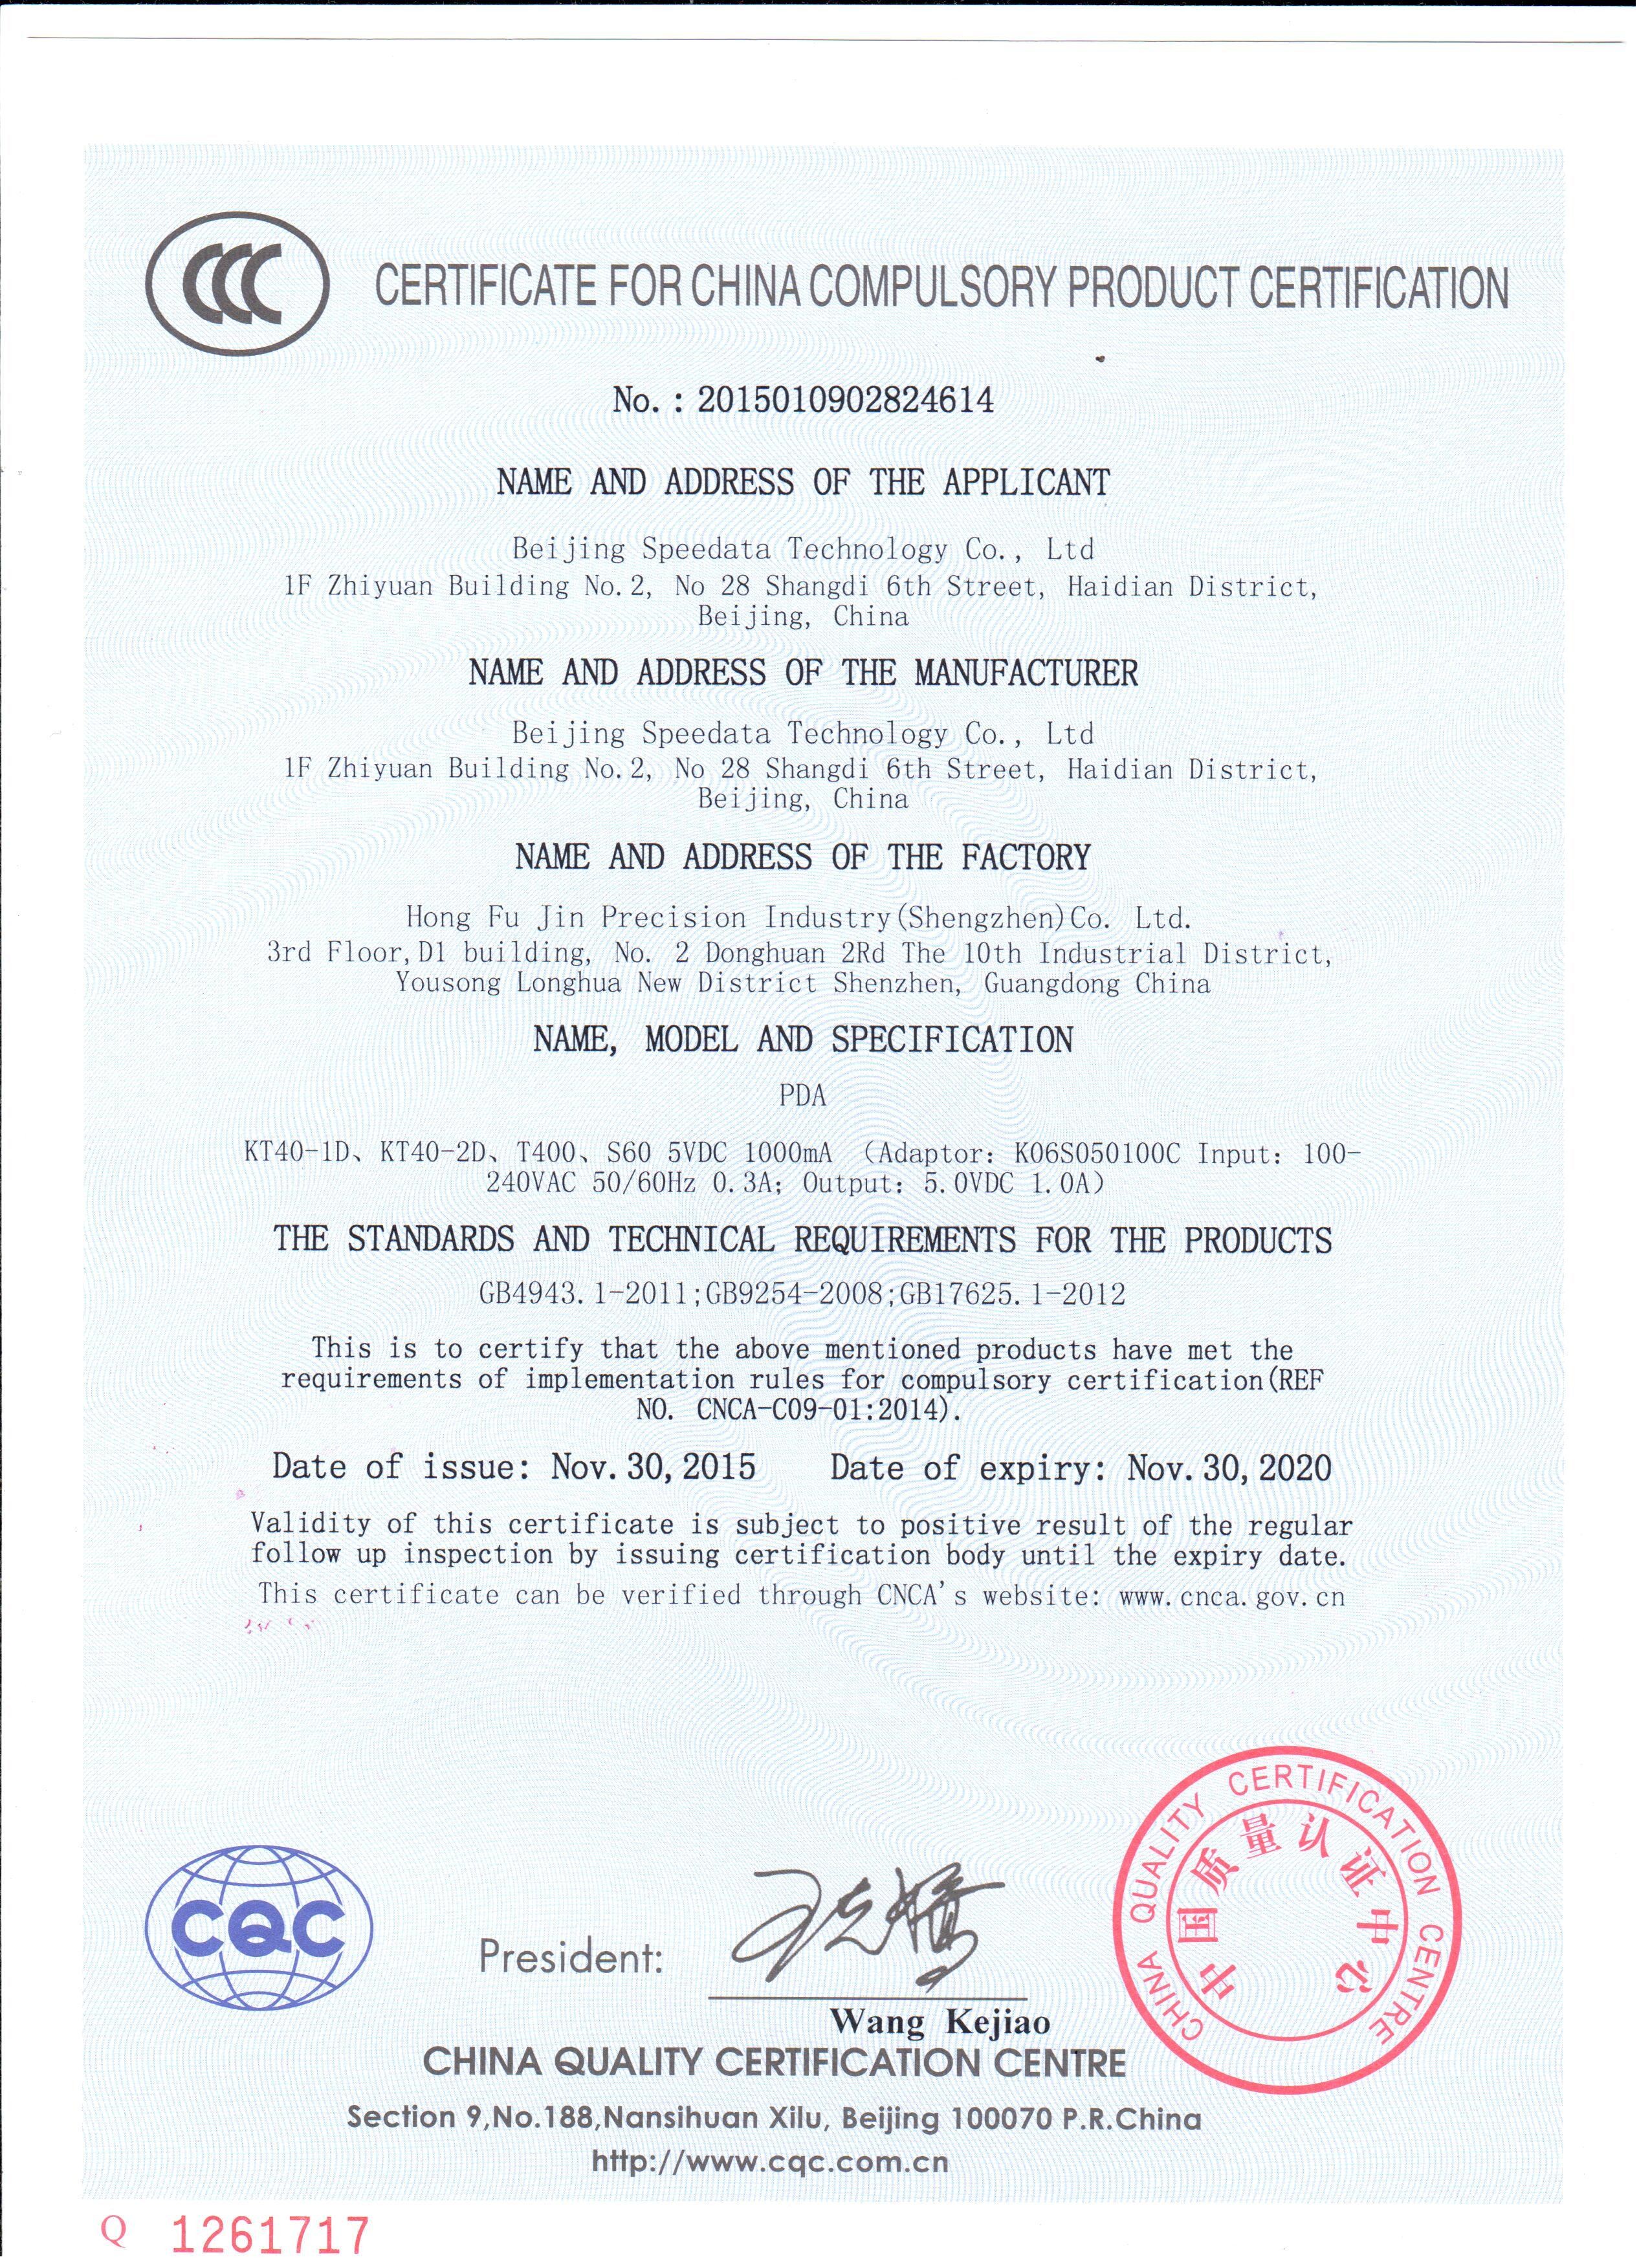 CCC
CERTIFICATE FOR CHINA COMPULSORY PRODUCT CERTIFICATION
No.: 2015010902824614
NAME AND ADDRESS OF THE APPLICANT
Beijing Speedata Technology Co., Ltd
1F Zhiyuan Building No.2, No 28 Shangdi 6th Street, Haidian District,
Beijing, China
NAME AND ADDRESS OF THE MANUFACTURER
Beijing Speedata Technology Co., Ltd
1F Zhiyuan Building No.2, No 28 Shangdi 6th Street, Haidian District,
Beijing, China
NAME AND ADDRESS OF THE FACTORY
Hong Fu Jin Precision Industry(Shengzhen)Co. Ltd.
3rd Floor,D1 building, No. 2 Donghuan 2Rd The 10th Industrial District,
Yousong Longhua New District Shenzhen, Guangdong China
NAME, MODEL AND SPECIFICATION
PDA
KT40-1D、KT40-2D、T400、S60 5VDC 1000mA （Adaptor: K06S050100C Input: 100-
240VAC 50/60Hz 0.3A; Output: 5.0VDC 1.0A）
THE STANDARDS AND TECHNICAL REQUIREMENTS FOR THE PRODUCTS
GB4943.1-2011;GB9254-2008;GB17625.1-2012
This is to certify that the above mentioned products have met the
requirements of implementation rules for compulsory certification(REF
NO. CNCA-C09-01:2014).
Date of issue: Nov.30,2015 Date of expiry: Nov.30,2020
Validity of this certificate is subject to positive result of the regular
follow up inspection by issuing certification body until the expiry date.
This certificate can be verified through CNCA's website: www.cnca.gov.cn
CHINA QUALITY CERTIFICATION CENTRE
中国质量认证中心
CQC
President:
王克娇
Wang Kejiao
CHINA QUALITY CERTIFICATION CENTRE
Section 9,No.188,Nansihuan Xilu, Beijing 100070 P.R.China
http://www.cqc.com.cn
Q 1261717